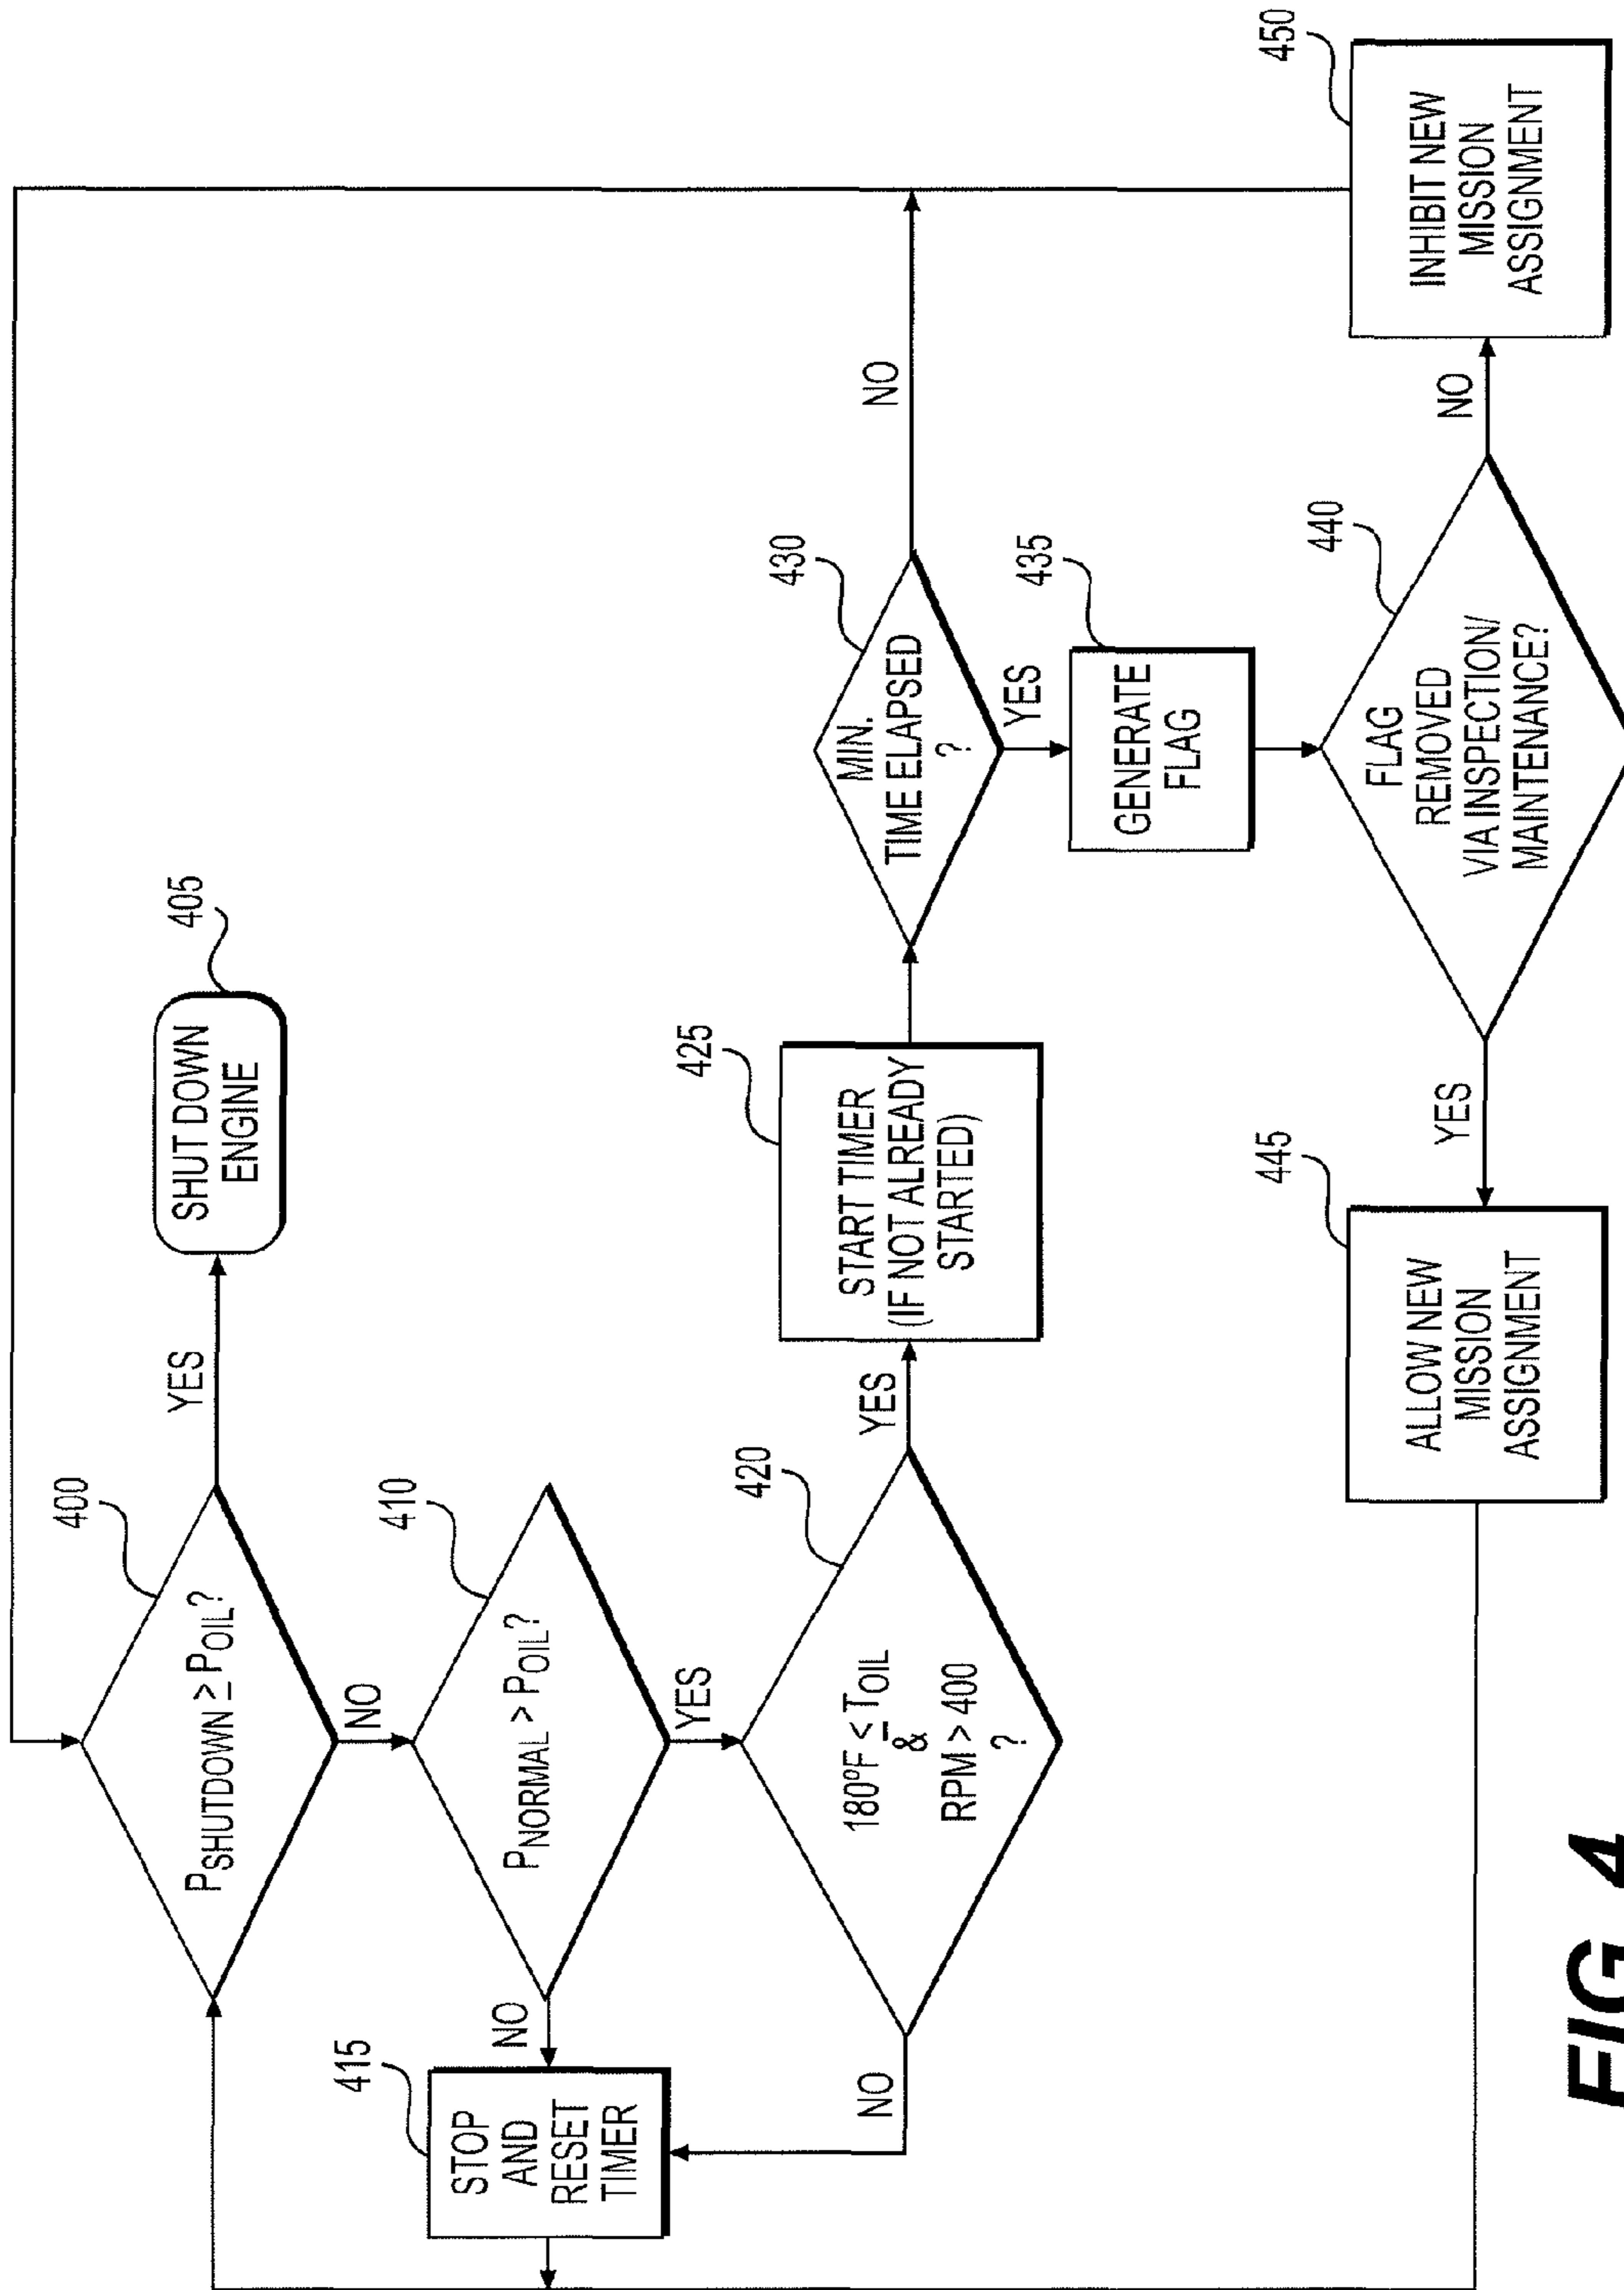 400
P_SHUTDOWN ≥ P_OIL?
YES
SHUT DOWN
ENGINE
405
NO
410
P_NORMAL > P_OIL?
NO
415
STOP
AND
RESET
TIMER
YES
420
180°F ≤ T_OIL
&
RPM > 400
?
NO
YES
425
START TIMER
(IF NOT ALREADY
STARTED)
430
MIN.
TIME ELAPSED
?
NO
YES
435
GENERATE
FLAG
440
FLAG
REMOVED
VIA INSPECTION/
MAINTENANCE?
YES
445
ALLOW NEW
MISSION
ASSIGNMENT
NO
450
INHIBIT NEW
MISSION
ASSIGNMENT
FIG. 4